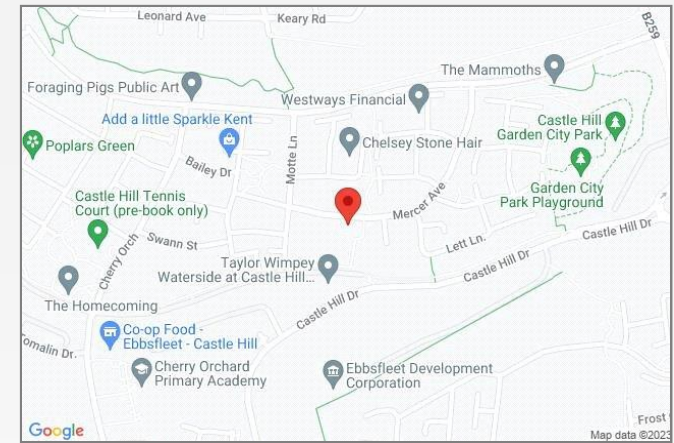 Leonard Ave
Keary Rd
B259
The Mammoths
Foraging Pigs Public Art
Westways Financial
Add a little Sparkle Kent
Castle Hill
Garden City Park
Chelsey Stone Hair
Poplars Green
Motte Ln
Bailey Dr
Garden City
Park Playground
Castle Hill Tennis
Court (pre-book only)
Mercer Ave
Cherry Orch
Swann St
Lett Ln.
Castle Hill Dr
Taylor Wimpey
Waterside at Castle Hill...
Castle Hill Dr
The Homecoming
Castle Hill Dr
Co-op Food -
Ebbsfleet - Castle Hill
omalin Dr.
Cherry Orchard
Primary Academy
Ebbsfleet Development
Corporation
Frost
Google
Map data ©2023